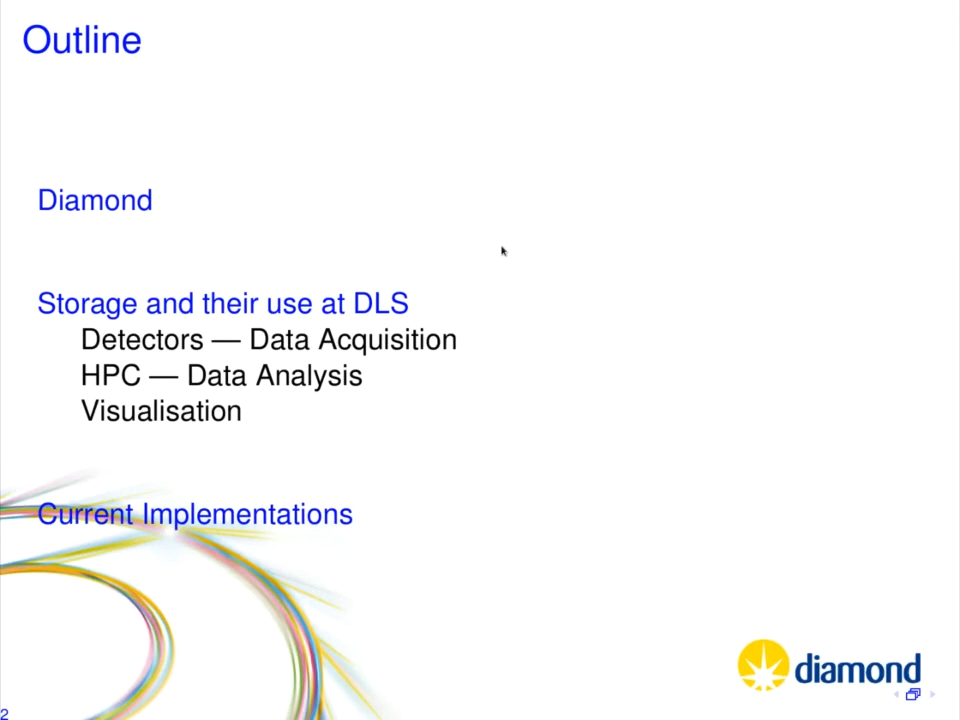 Outline
Diamond
Storage and their use at DLS
Detectors — Data Acquisition
HPC — Data Analysis
Visualisation
Current Implementations
diamond
2